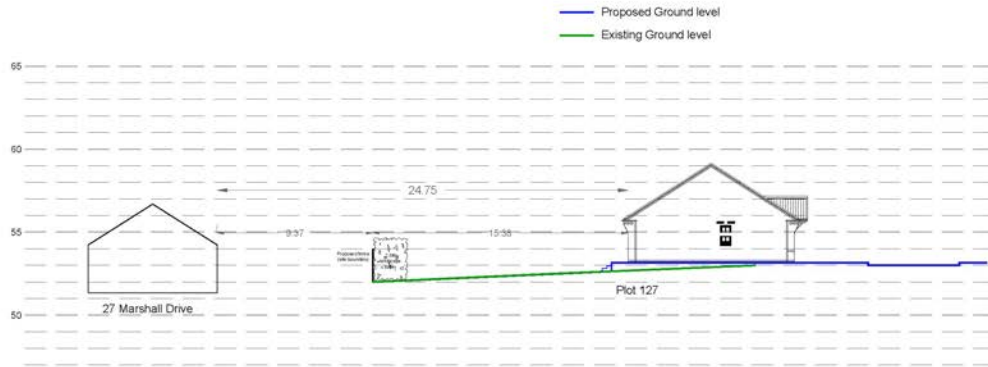 Proposed Ground level
Existing Ground level
65
60
24.75
55
9.37
15.38
27 Marshall Drive
Plot 127
50